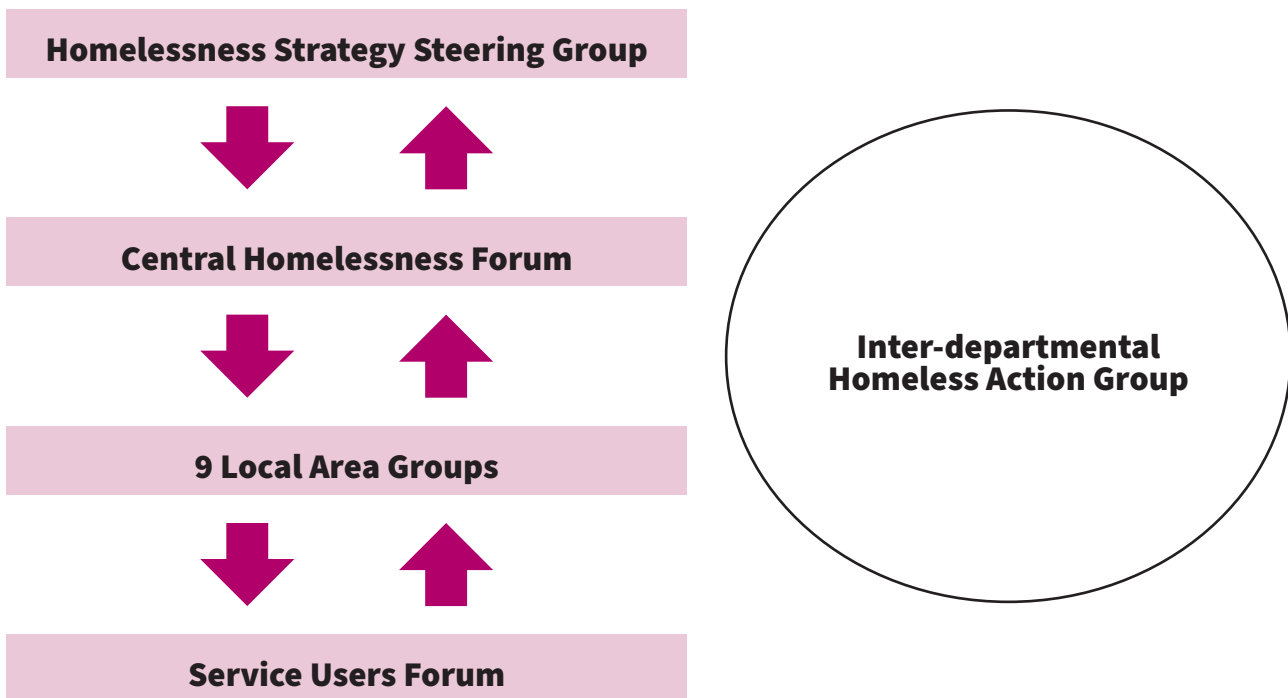 Homelessness Strategy Steering Group
Central Homelessness Forum
9 Local Area Groups
Service Users Forum
Inter-departmental
Homeless Action Group